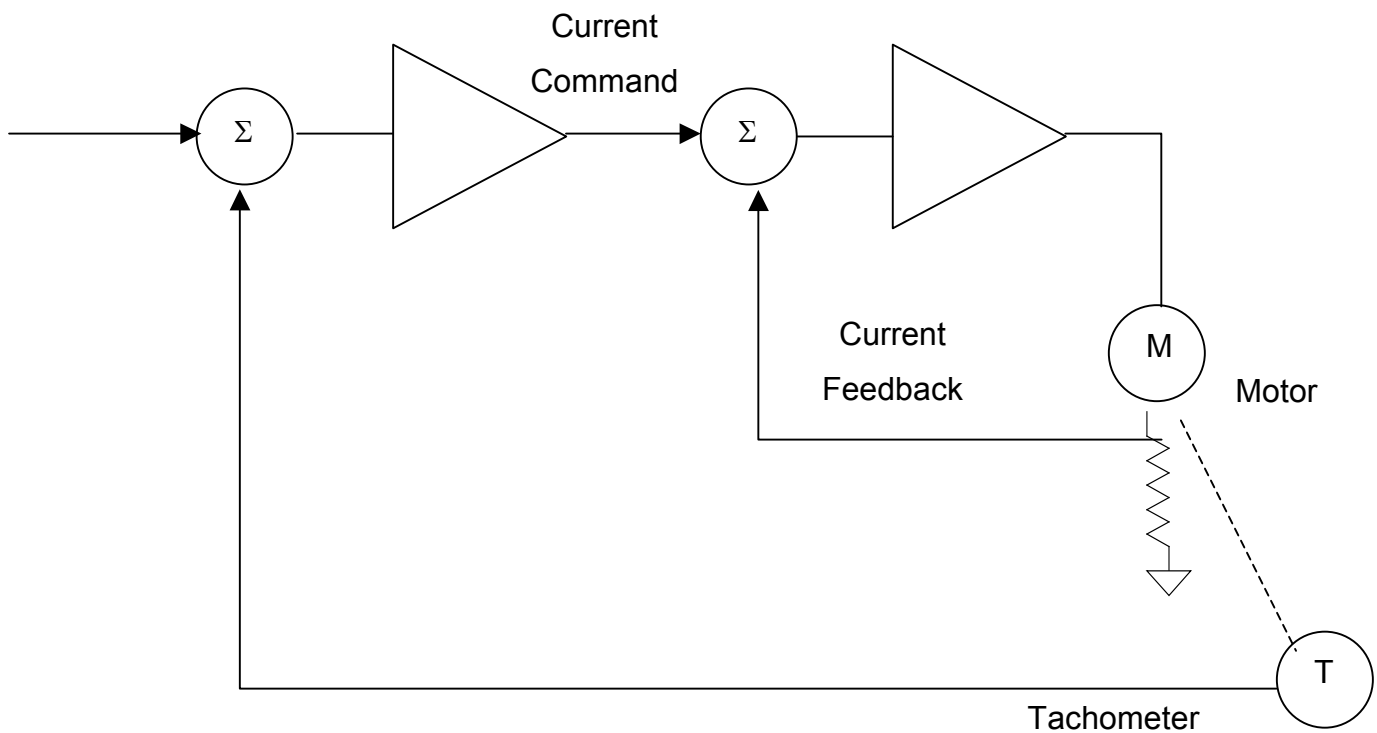 Current
Command
Σ
Σ
Current
Feedback
M
Motor
T
Tachometer